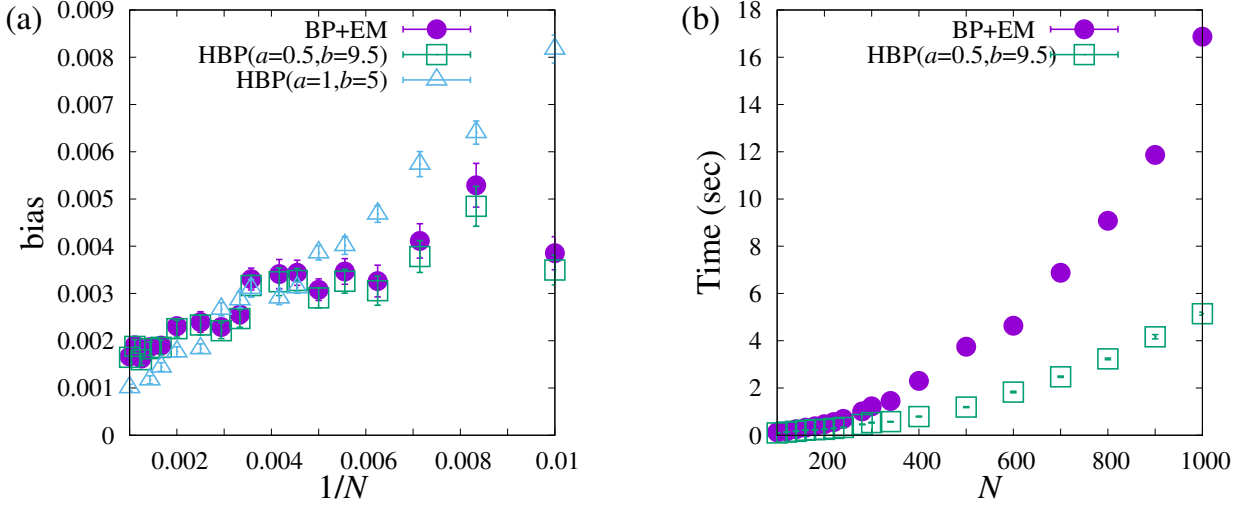 (a)
BP+EM
HBP(a=0.5,b=9.5)
HBP(a=1,b=5)
0.009
0.008
0.007
0.006
0.005
0.004
0.003
0.002
0.001
0
bias
0.002
0.004
0.006
0.008
0.01
1/N
(b)
BP+EM
HBP(a=0.5,b=9.5)
18
16
14
12
10
8
6
4
2
0
Time (sec)
200
400
600
800
1000
N